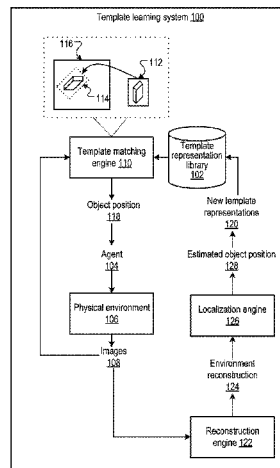 Template learning system 100
116
112
114
Template matching engine 110
Template representation library 102
Object position 118
New template representations 120
Agent 104
Estimated object position 128
Physical environment 106
Localization engine 126
Images 108
Environment reconstruction 124
Reconstruction engine 122